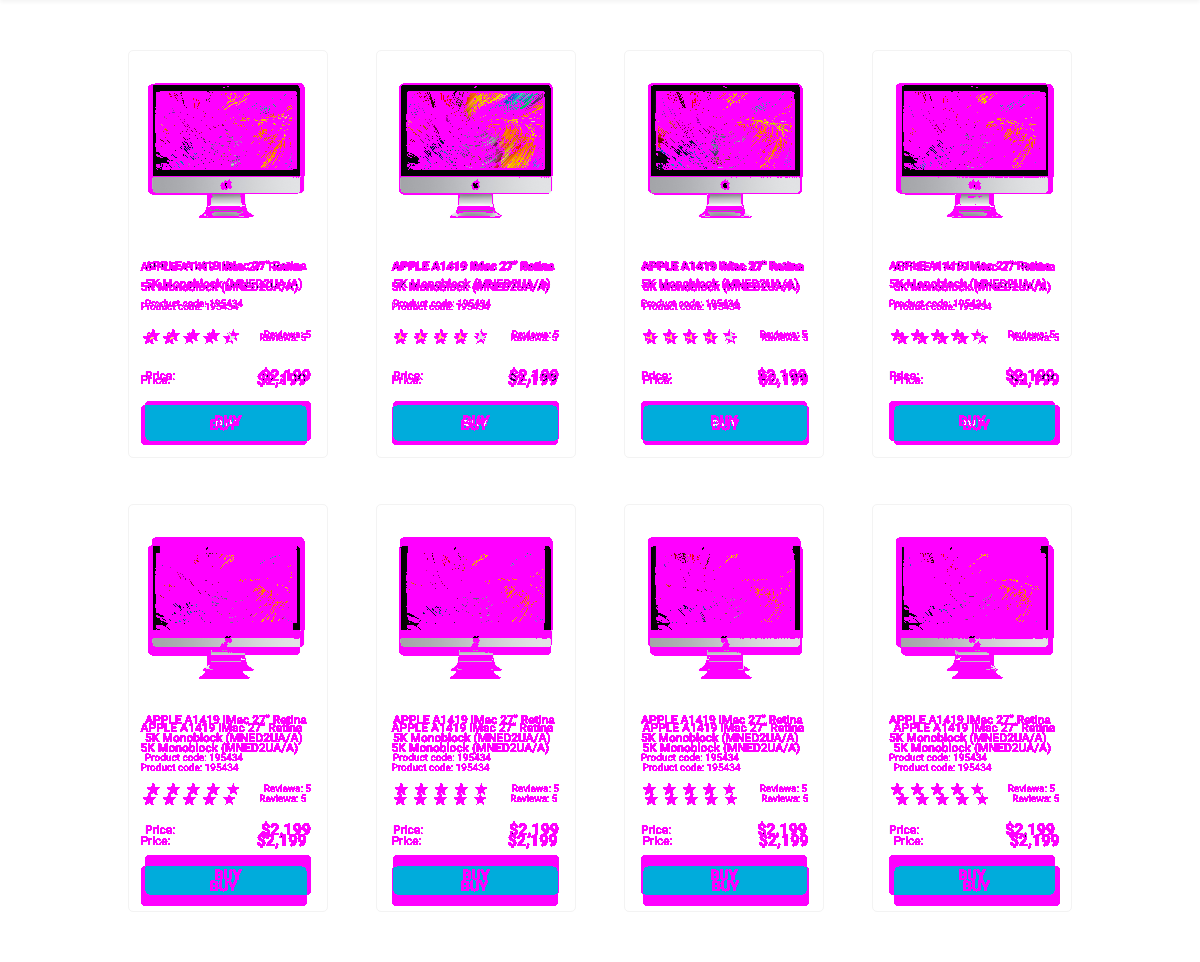 APPLE A1419 iMac 27" Retina
5K Monoblock (MNED2UA/A)
Product code: 195434
Reviews: 5
Price: $2,199
BUY
APPLE A1419 iMac 27" Retina
5K Monoblock (MNED2UA/A)
Product code: 195434
Reviews: 5
Price: $2,199
BUY
APPLE A1419 iMac 27" Retina
5K Monoblock (MNED2UA/A)
Product code: 195434
Reviews: 5
Price: $2,199
BUY
APPLE A1419 iMac 27" Retina
5K Monoblock (MNED2UA/A)
Product code: 195434
Reviews: 5
Price: $2,199
BUY
APPLE A1419 iMac 27" Retina
5K Monoblock (MNED2UA/A)
Product code: 195434
Reviews: 5
Price: $2,199
BUY
APPLE A1419 iMac 27" Retina
5K Monoblock (MNED2UA/A)
Product code: 195434
Reviews: 5
Price: $2,199
BUY
APPLE A1419 iMac 27" Retina
5K Monoblock (MNED2UA/A)
Product code: 195434
Reviews: 5
Price: $2,199
BUY
APPLE A1419 iMac 27" Retina
5K Monoblock (MNED2UA/A)
Product code: 195434
Reviews: 5
Price: $2,199
BUY